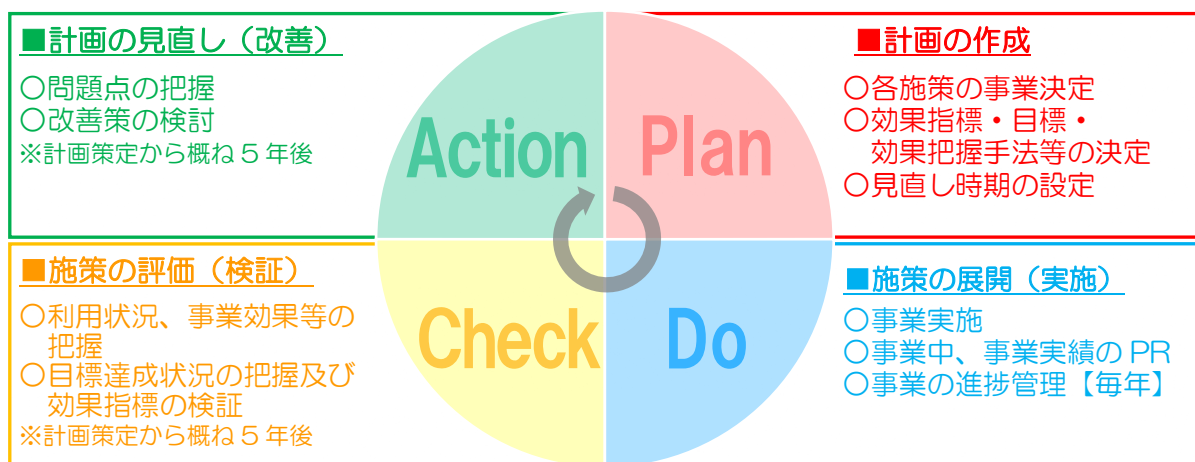 ■計画の見直し（改善）
〇問題点の把握
〇改善策の検討
※計画策定から概ね５年後
Action
Plan
■計画の作成
〇各施策の事業決定
〇効果指標・目標・
効果把握手法等の決定
〇見直し時期の設定
■施策の評価（検証）
〇利用状況、事業効果等の
把握
〇目標達成状況の把握及び
効果指標の検証
※計画策定から概ね５年後
Check
Do
■施策の展開（実施）
〇事業実施
〇事業中、事業実績の PR
〇事業の進捗管理【毎年】